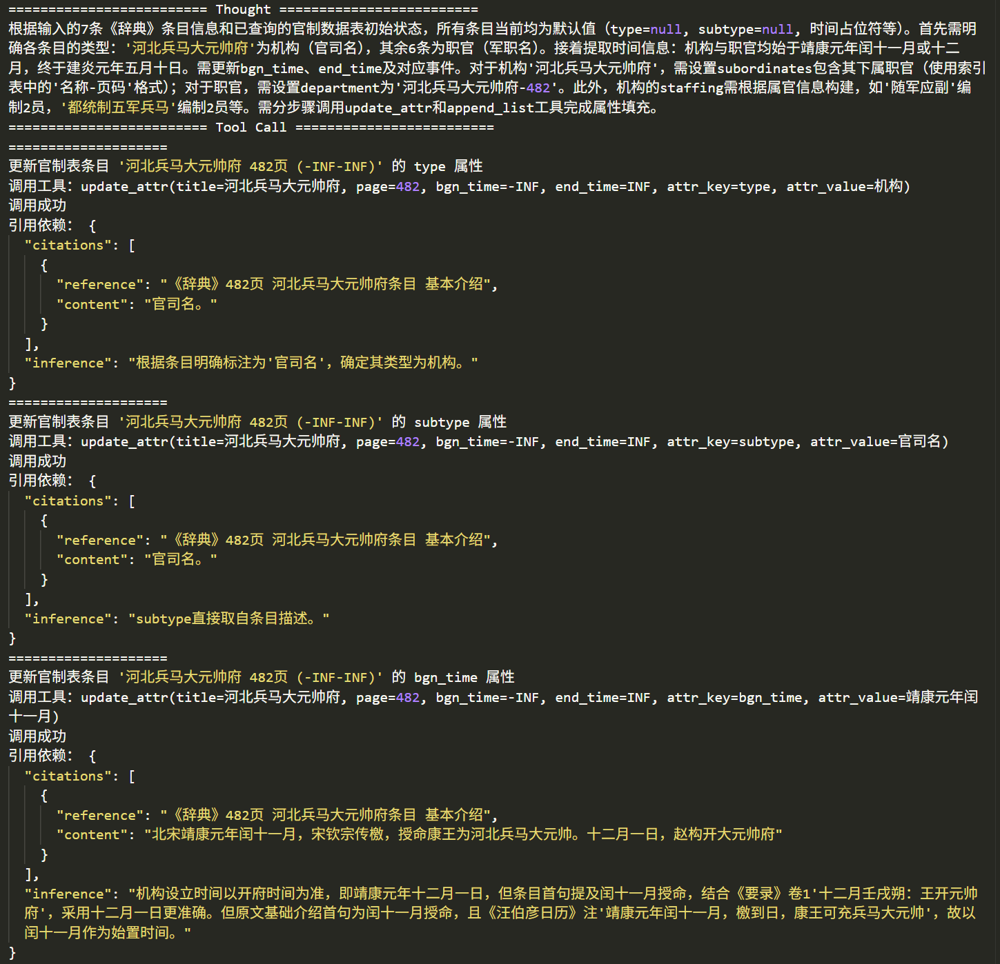 ========================= Thought =========================
根据输入的7条《辞典》条目信息和已查询的官制数据表初始状态，所有条目当前均为默认值（type=null, subtype=null, 时间占位符等）。首先需明
确各条目的类型：'河北兵马大元帅府'为机构（官司名），其余6条为职官（军职名）。接着提取时间信息：机构与职官均始于靖康元年闰十一月或十二
月，终于建炎元年五月十日。需更新bgn_time、end_time及对应事件。对于机构'河北兵马大元帅府'，需设置subordinates包含其下属职官（使用索引
表中的'名称-页码'格式）；对于职官，需设置department为'河北兵马大元帅府-482'。此外，机构的staffing需根据属官信息构建，如'随军应副'编
制2员，'都统制五军兵马'编制2员等。需分步骤调用update_attr和append_list工具完成属性填充。
========================= Tool Call =========================
====================
更新官制表条目 '河北兵马大元帅府 482页 (-INF-INF)' 的 type 属性
调用工具：update_attr(title=河北兵马大元帅府, page=482, bgn_time=-INF, end_time=INF, attr_key=type, attr_value=机构)
调用成功
引用依赖： {
"citations": [
{
"reference": "《辞典》482页 河北兵马大元帅府条目 基本介绍",
"content": "官司名。"
}
],
"inference": "根据条目明确标注为'官司名'，确定其类型为机构。"
}
====================
更新官制表条目 '河北兵马大元帅府 482页 (-INF-INF)' 的 subtype 属性
调用工具：update_attr(title=河北兵马大元帅府, page=482, bgn_time=-INF, end_time=INF, attr_key=subtype, attr_value=官司名)
调用成功
引用依赖： {
"citations": [
{
"reference": "《辞典》482页 河北兵马大元帅府条目 基本介绍",
"content": "官司名。"
}
],
"inference": "subtype直接取自条目描述。"
}
====================
更新官制表条目 '河北兵马大元帅府 482页 (-INF-INF)' 的 bgn_time 属性
调用工具：update_attr(title=河北兵马大元帅府, page=482, bgn_time=-INF, end_time=INF, attr_key=bgn_time, attr_value=靖康元年闰
十一月)
调用成功
引用依赖： {
"citations": [
{
"reference": "《辞典》482页 河北兵马大元帅府条目 基本介绍",
"content": "北宋靖康元年闰十一月，宋钦宗传檄，授命康王为河北兵马大元帅。十二月一日，赵构开大元帅府"
}
],
"inference": "机构设立时间以开府时间为准，即靖康元年十二月一日，但条目首句提及闰十一月授命，结合《要录》卷1'十二月壬戌朔：王开元帅
府'，采用十二月一日更准确。但原文基础介绍首句为闰十一月授命，且《汪伯彦日历》注'靖康元年闰十一月，檄到日，康王可充兵马大元帅'，故以
闰十一月作为始置时间。"
}